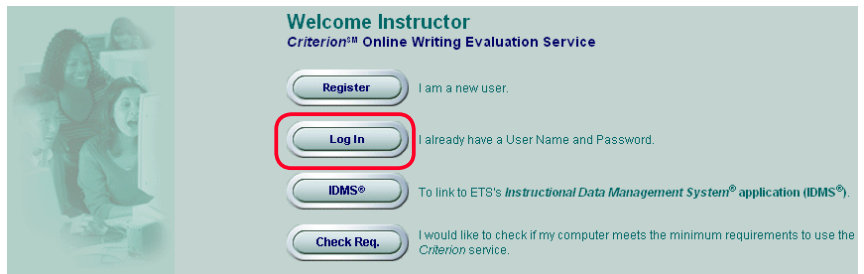 Welcome Instructor
Criterion℠ Online Writing Evaluation Service
Register
I am a new user.
Log In
I already have a User Name and Password.
IDMS®
To link to ETS's Instructional Data Management System® application (IDMS®).
Check Req.
I would like to check if my computer meets the minimum requirements to use the
Criterion service.